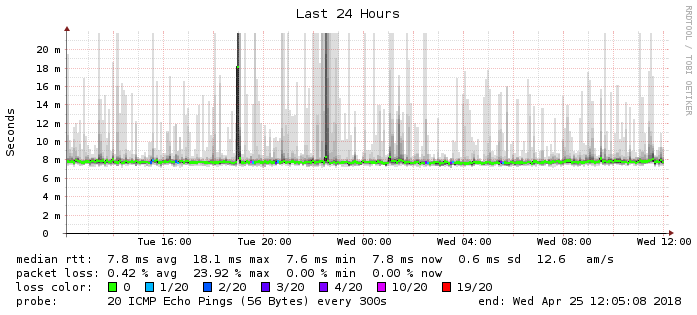 Last 24 Hours
RRDTOOL / TOBI OETIKER
Seconds
20 m
18 m
16 m
14 m
12 m
10 m
8 m
6 m
4 m
2 m
0
Tue 16:00 Tue 20:00 Wed 00:00 Wed 04:00 Wed 08:00 Wed 12:00
median rtt: 7.8 ms avg 18.1 ms max 7.6 ms min 7.8 ms now 0.6 ms sd 12.6 am/s
packet loss: 0.42 % avg 23.92 % max 0.00 % min 0.00 % now
loss color: 0 1/20 2/20 3/20 4/20 10/20 19/20
probe: 20 ICMP Echo Pings (56 Bytes) every 300s end: Wed Apr 25 12:05:08 2018